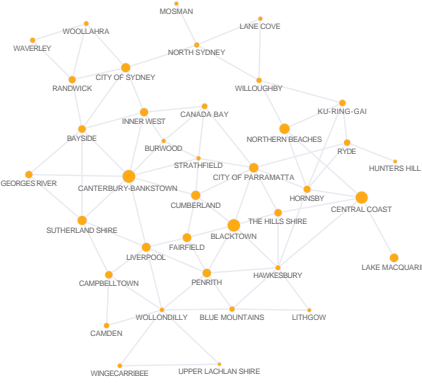 MOSMAN
LANE COVE
WOOLLAHRA
WAVERLEY
NORTH SYDNEY
CITY OF SYDNEY
RANDWICK
WILLOUGHBY
KU-RING-GAI
CANADA BAY
INNER WEST
BAYSIDE
NORTHERN BEACHES
BURWOOD
RYDE
STRATHFIELD
HUNTERS HILL
CITY OF PARRAMATTA
GEORGES RIVER
CANTERBURY-BANKSTOWN
HORNSBY
CUMBERLAND
CENTRAL COAST
THE HILLS SHIRE
SUTHERLAND SHIRE
BLACKTOWN
FAIRFIELD
LIVERPOOL
LAKE MACQUARI
HAWKESBURY
CAMPBELLTOWN
PENRITH
WOLLONDILLY
BLUE MOUNTAINS
LITHGOW
CAMDEN
WINGECARRIBEE
UPPER LACHLAN SHIRE